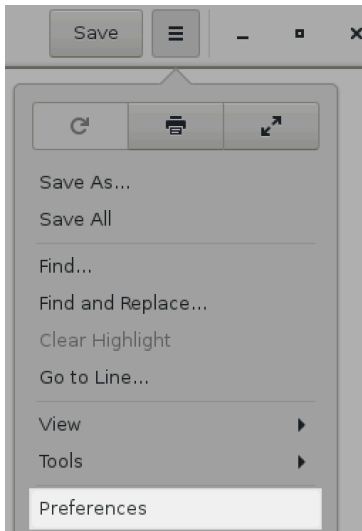 Save
Save As...
Save All
Find...
Find and Replace...
Clear Highlight
Go to Line...
View
Tools
Preferences